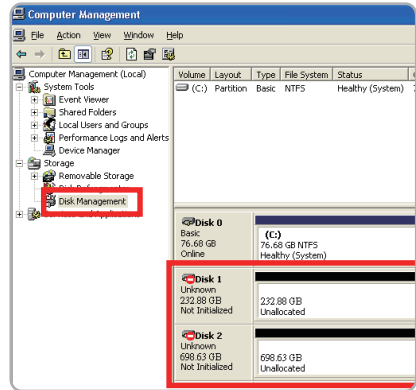 Computer Management
File Action View Window Help
Computer Management (Local)
System Tools
Event Viewer
Shared Folders
Local Users and Groups
Performance Logs and Alerts
Device Manager
Storage
Removable Storage
Disk Management
Volume Layout Type File System Status
(C:) Partition Basic NTFS Healthy (System)
Disk 0
Basic
76.68 GB
Online
(C:)
76.68 GB NTFS
Healthy (System)
Disk 1
Unknown
232.88 GB
Not Initialized
232.88 GB
Unallocated
Disk 2
Unknown
698.63 GB
Not Initialized
698.63 GB
Unallocated